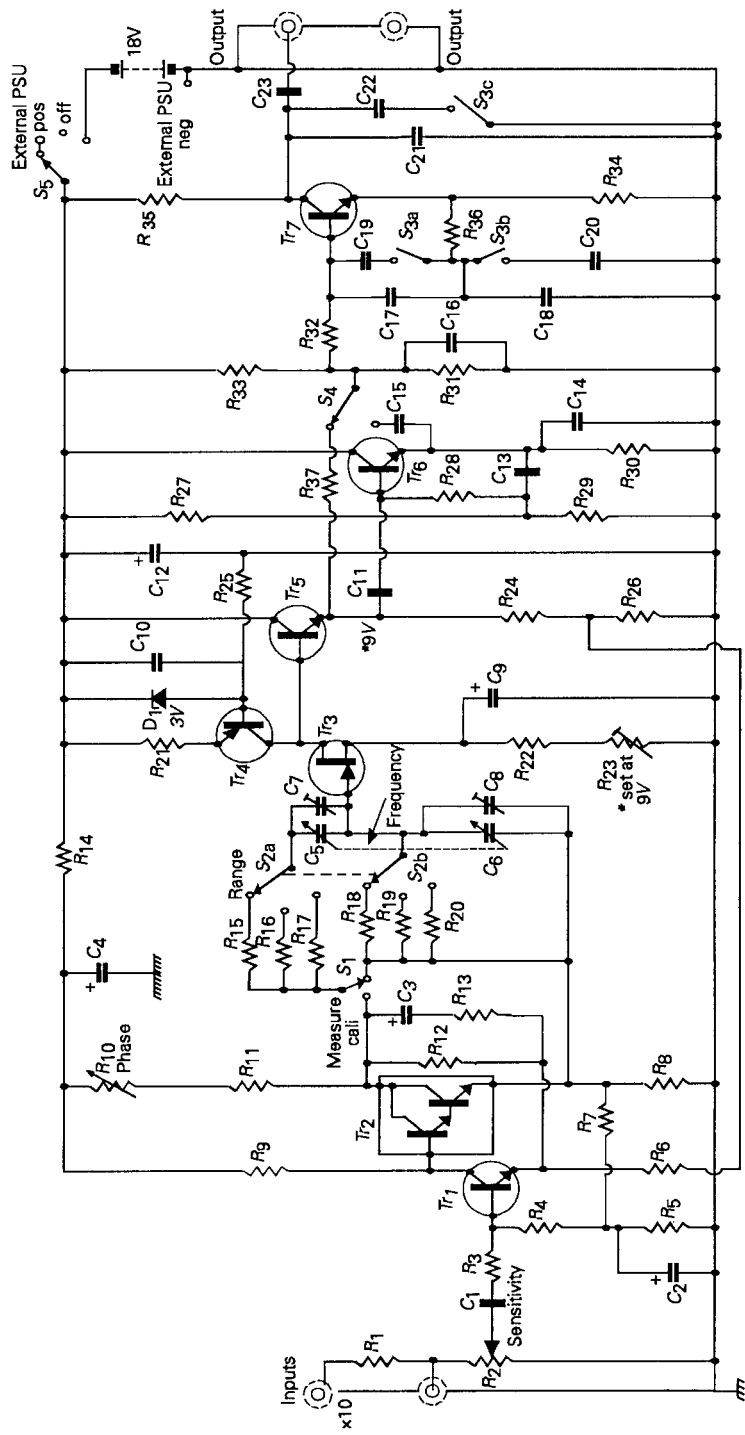 Inputs
x10
R1
R2
Sensitivity
C1
R3
C2
R4
R5
Tr1
R6
R7
R8
R9
Tr2
R10
Phase
R11
R12
C3
R13
Measure
cali
S1
C4
R14
Range
S2a
R15
R16
R17
R18
R19
R20
S2b
C5
C7
Frequency
C6
C8
R21
D1
3V
Tr4
Tr3
R22
R23
* set at
9V
C9
C10
R25
Tr5
*9V
R24
R26
C12
C11
R27
R37
Tr6
R28
R29
C13
C15
C14
R30
S4
R33
R31
C16
R32
C17
C18
C19
S3a
S3b
R36
C20
Tr7
R35
R34
C21
C22
S3c
C23
S5
External PSU
pos
off
18V
External PSU
neg
Output
Output